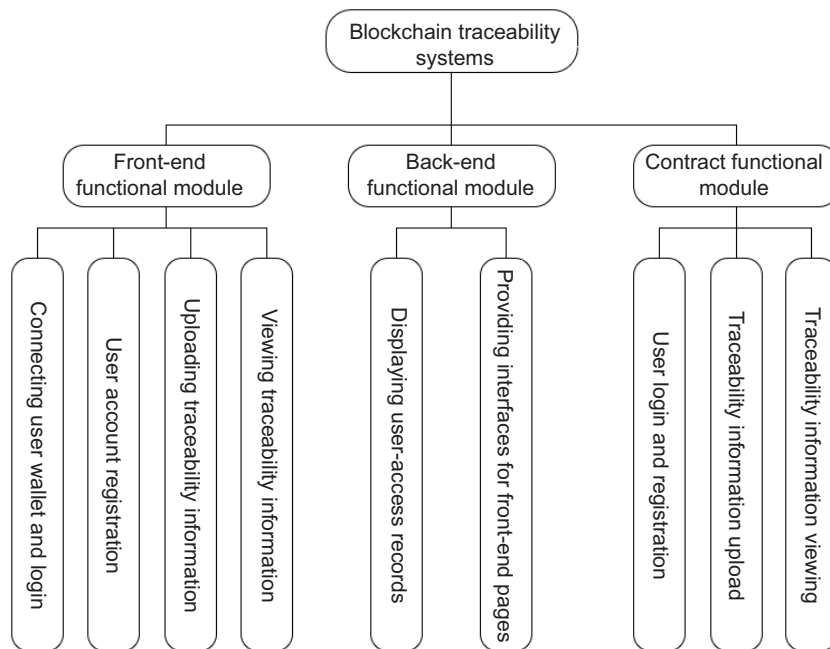 Blockchain traceability
systems
Front-end
functional module
Back-end
functional module
Contract functional
module
Connecting user wallet and login
User account registration
Uploading traceability information
Viewing traceability information
Displaying user-access records
Providing interfaces for front-end pages
User login and registration
Traceability information upload
Traceability information viewing